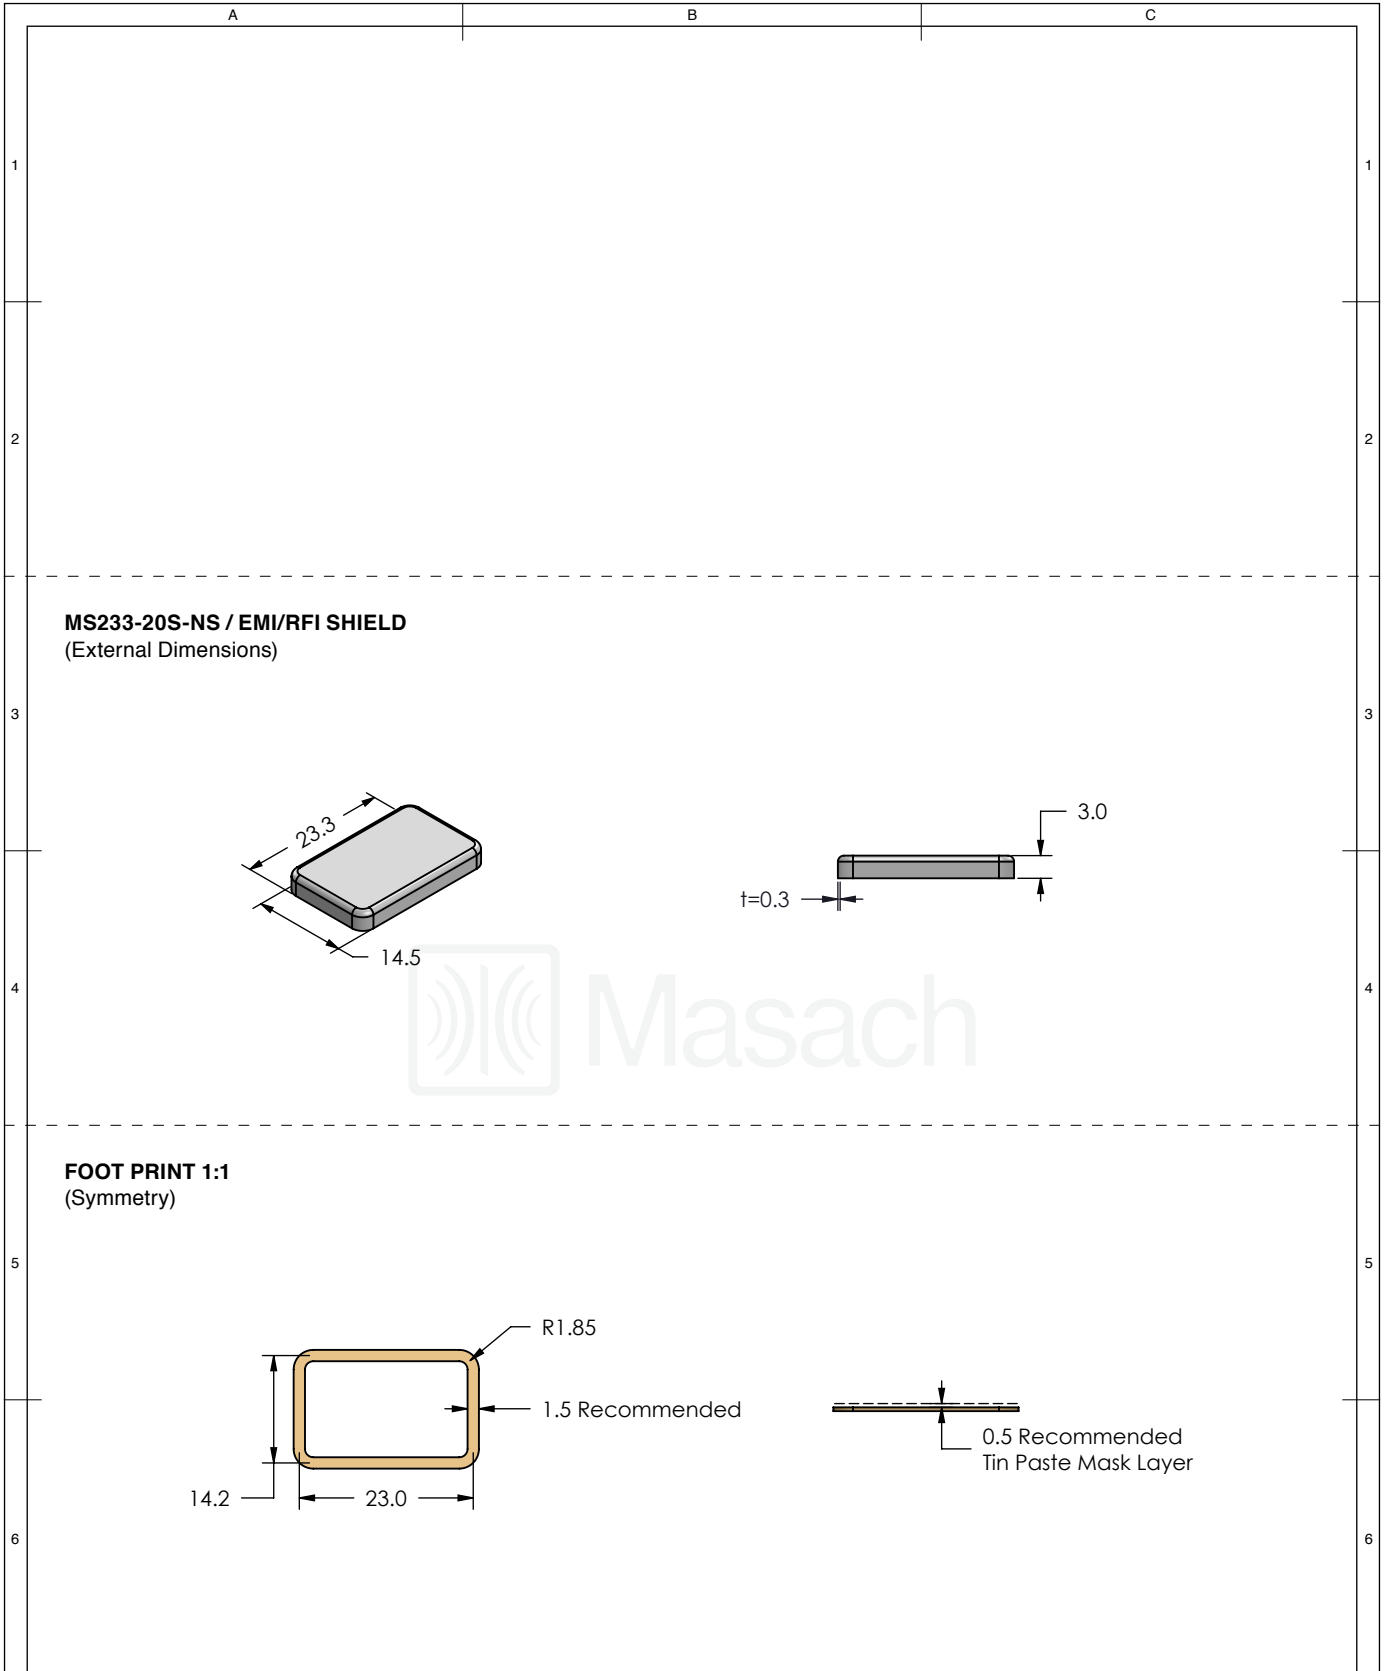 A B C
1 1
2 2
MS233-20S-NS / EMI/RFI SHIELD
(External Dimensions)
3 3
23.3
3.0
t=0.3
14.5
4 4
Masach
FOOT PRINT 1:1
(Symmetry)
5 5
R1.85
1.5 Recommended
0.5 Recommended
Tin Paste Mask Layer
14.2
23.0
6 6